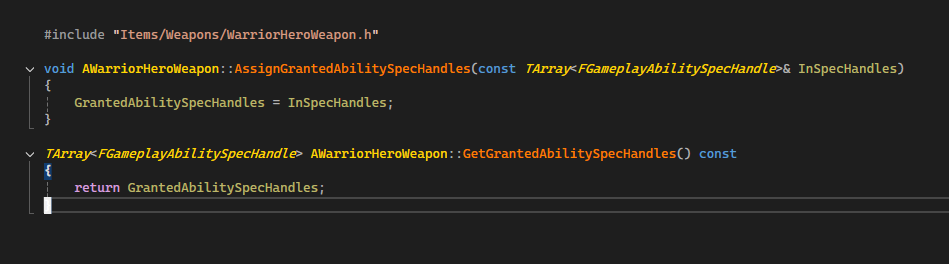 #include "Items/Weapons/WarriorHeroWeapon.h"
void AWarriorHeroWeapon::AssignGrantedAbilitySpecHandles(const TArray<FGameplayAbilitySpecHandle>& InSpecHandles)
{
GrantedAbilitySpecHandles = InSpecHandles;
}
TArray<FGameplayAbilitySpecHandle> AWarriorHeroWeapon::GetGrantedAbilitySpecHandles() const
{
return GrantedAbilitySpecHandles;
}